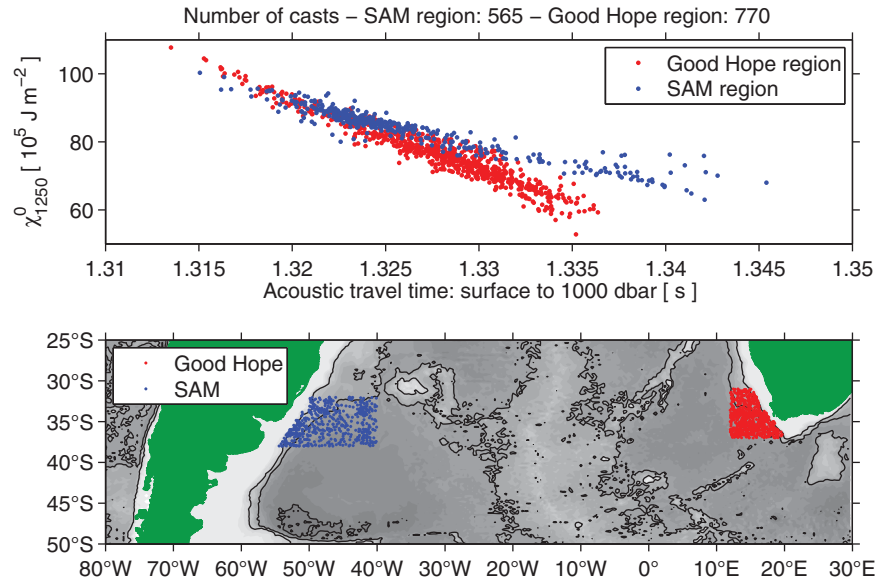 Number of casts − SAM region: 565 − Good Hope region: 770
χ⁰₁₂₅₀ [ 10⁵ J m⁻² ]
100
80
60
Good Hope region
SAM region
1.31 1.315 1.32 1.325 1.33 1.335 1.34 1.345 1.35
Acoustic travel time: surface to 1000 dbar [ s ]
25°S
30°S
35°S
40°S
45°S
50°S
Good Hope
SAM
80°W 70°W 60°W 50°W 40°W 30°W 20°W 10°W 0° 10°E 20°E 30°E